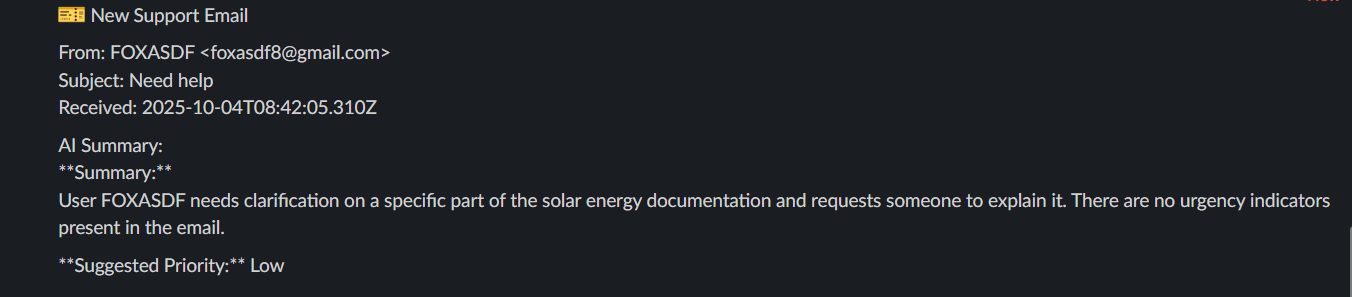 🎫 New Support Email
From: FOXASDF <foxasdf8@gmail.com>
Subject: Need help
Received: 2025-10-04T08:42:05.310Z
AI Summary:
**Summary:**
User FOXASDF needs clarification on a specific part of the solar energy documentation and requests someone to explain it. There are no urgency indicators
present in the email.
**Suggested Priority:** Low